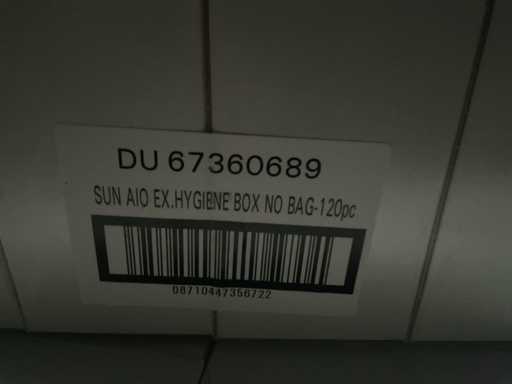 DU 67360689
SUN AIO EX.HYGIENE BOX NO BAG-120pc
08710447356722